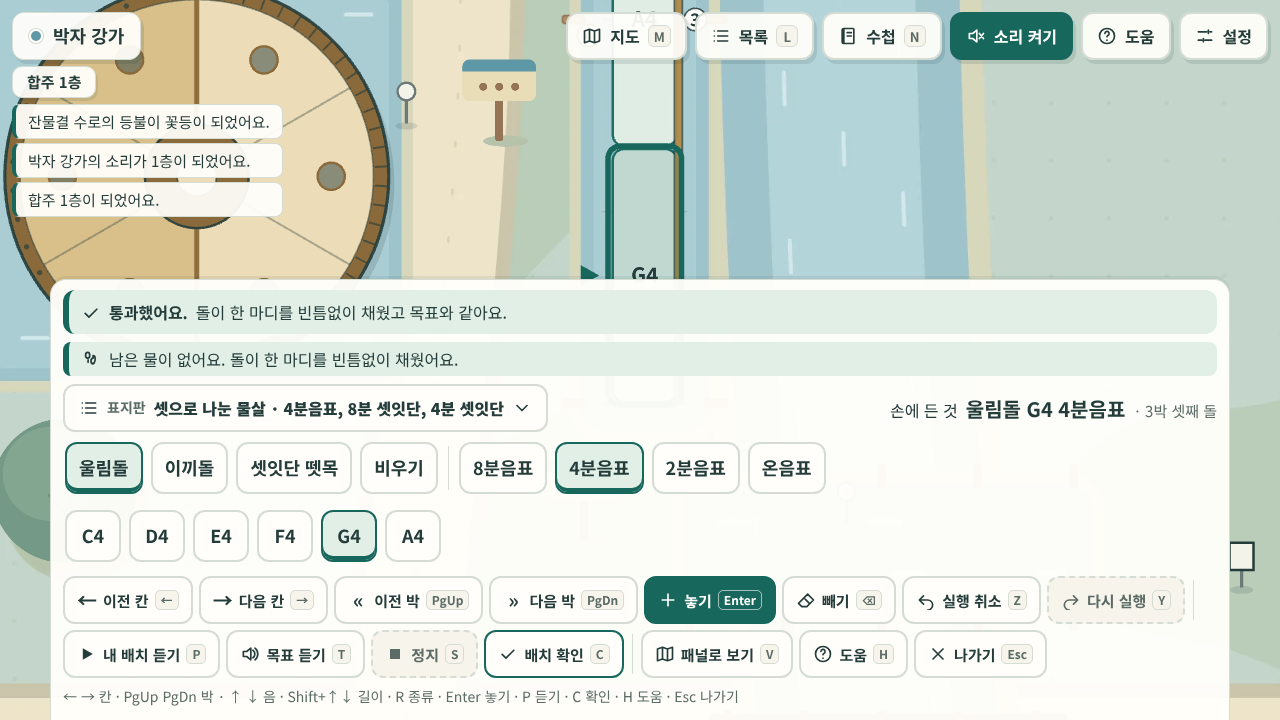 박자 강가
지도 M
목록 L
수첩 N
소리 켜기
도움
설정
합주 1층
잔물결 수로의 등불이 꽃등이 되었어요.
박자 강가의 소리가 1층이 되었어요.
합주 1층이 되었어요.
A4
3
G4
통과했어요. 돌이 한 마디를 빈틈없이 채웠고 목표와 같아요.
남은 물이 없어요. 돌이 한 마디를 빈틈없이 채웠어요.
표지판 셋으로 나눈 물살 · 4분음표, 8분 셋잇단, 4분 셋잇단
손에 든 것 울림돌 G4 4분음표 · 3박 셋째 돌
울림돌 이끼돌 셋잇단 뗏목 비우기 8분음표 4분음표 2분음표 온음표
C4 D4 E4 F4 G4 A4
← 이전 칸 ← → 다음 칸 → « 이전 박 PgUp » 다음 박 PgDn + 놓기 Enter 빼기 ⌫ 실행 취소 Z 다시 실행 Y
내 배치 듣기 P 목표 듣기 T 정지 S 배치 확인 C 패널로 보기 V 도움 H 나가기 Esc
← → 칸 · PgUp PgDn 박 · ↑ ↓ 음 · Shift+↑ ↓ 길이 · R 종류 · Enter 놓기 · P 듣기 · C 확인 · H 도움 · Esc 나가기